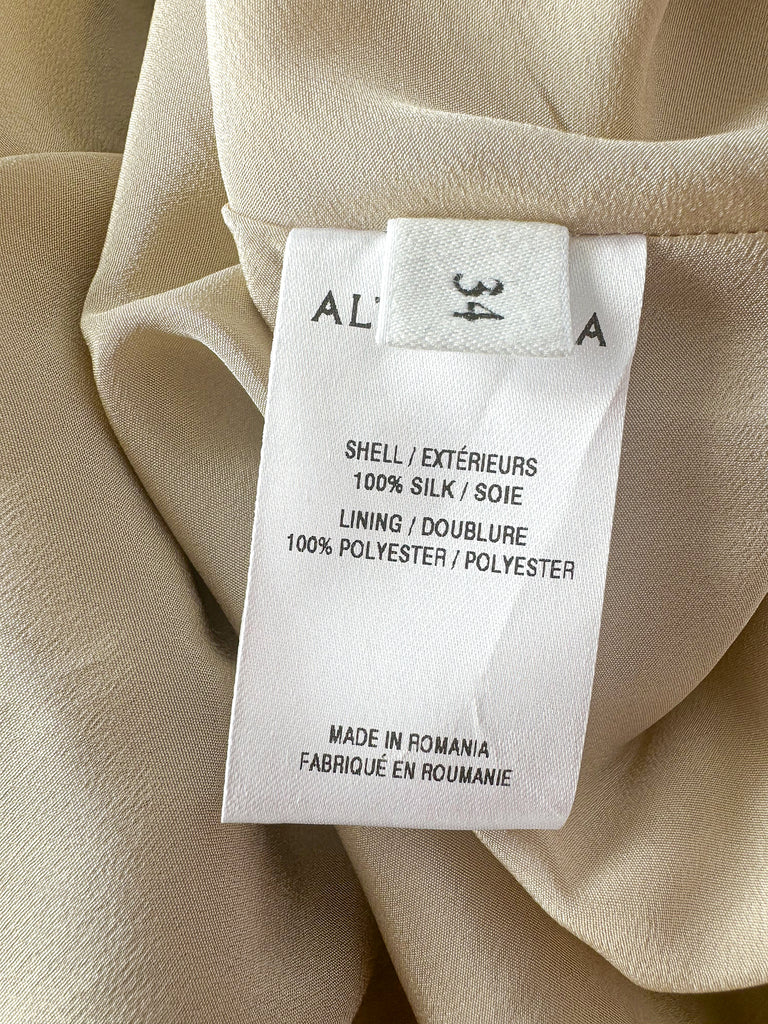 34
SHELL / EXTÉRIEURS
100% SILK / SOIE
LINING / DOUBLURE
100% POLYESTER / POLYESTER
MADE IN ROMANIA
FABRIQUÉ EN ROUMANIE